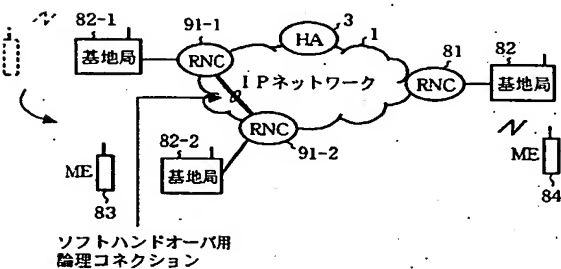 82-1
91-1
3
1
81
82
基地局
RNC
HA
RNC
基地局
IPネットワーク
82-2
RNC
ME
基地局
91-2
ME
83
84
ソフトハンドオーバ用
論理コネクション